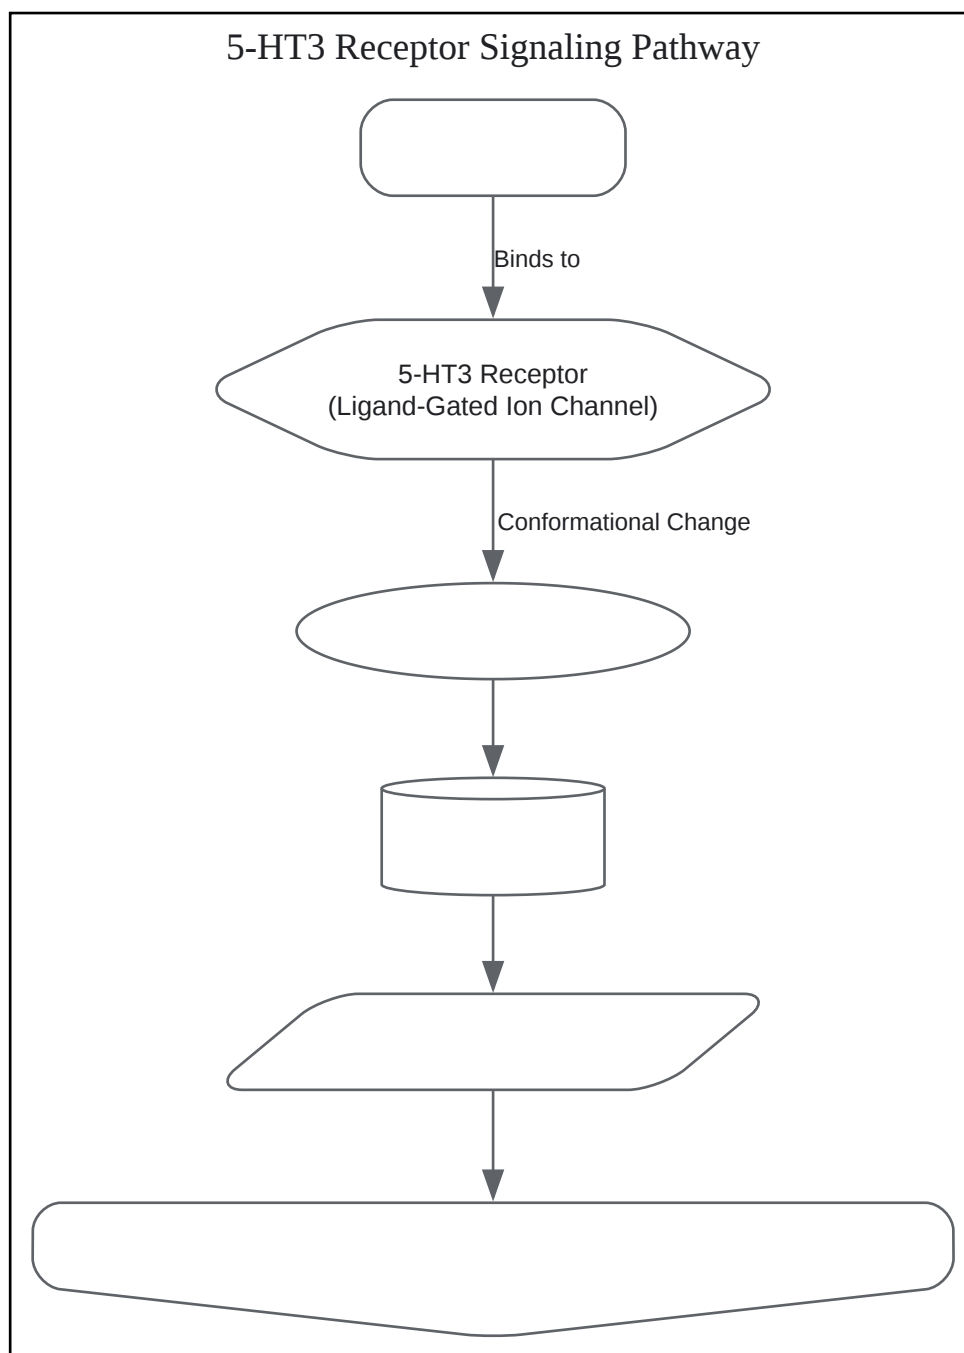 5-HT3 Receptor Signaling Pathway
Binds to
5-HT3 Receptor
(Ligand-Gated Ion Channel)
Conformational Change